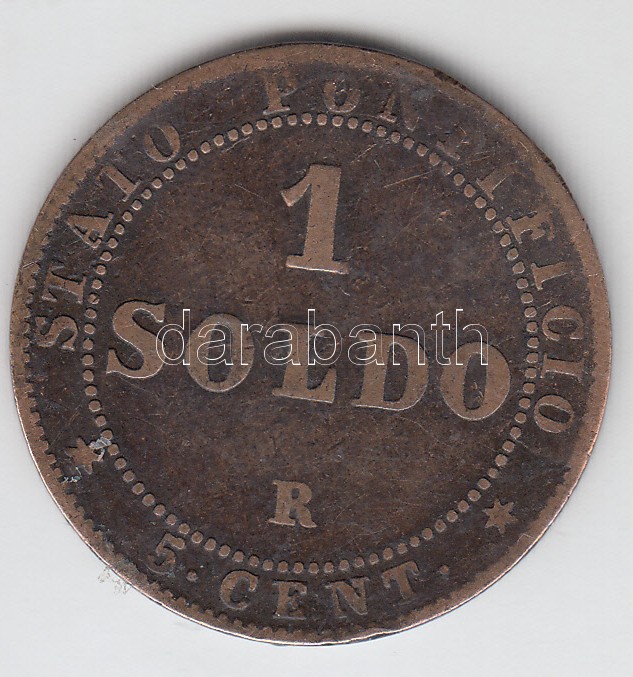 STATO PONTIFICIO
1
SOLDO
darabanth
R
5. CENT.